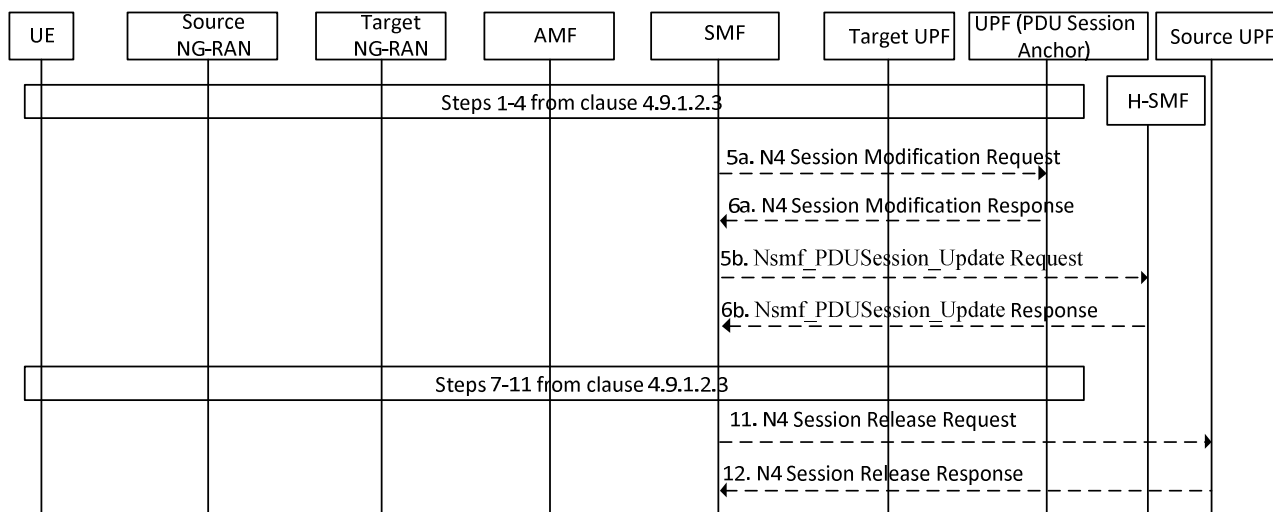 UE
Source
NG-RAN
Target
NG-RAN
AMF
SMF
Target UPF
UPF (PDU Session
Anchor)
Source UPF
Steps 1-4 from clause 4.9.1.2.3
H-SMF
5a. N4 Session Modification Request
6a. N4 Session Modification Response
5b. Nsmf_PDUSession_Update Request
6b. Nsmf_PDUSession_Update Response
Steps 7-11 from clause 4.9.1.2.3
11. N4 Session Release Request
12. N4 Session Release Response